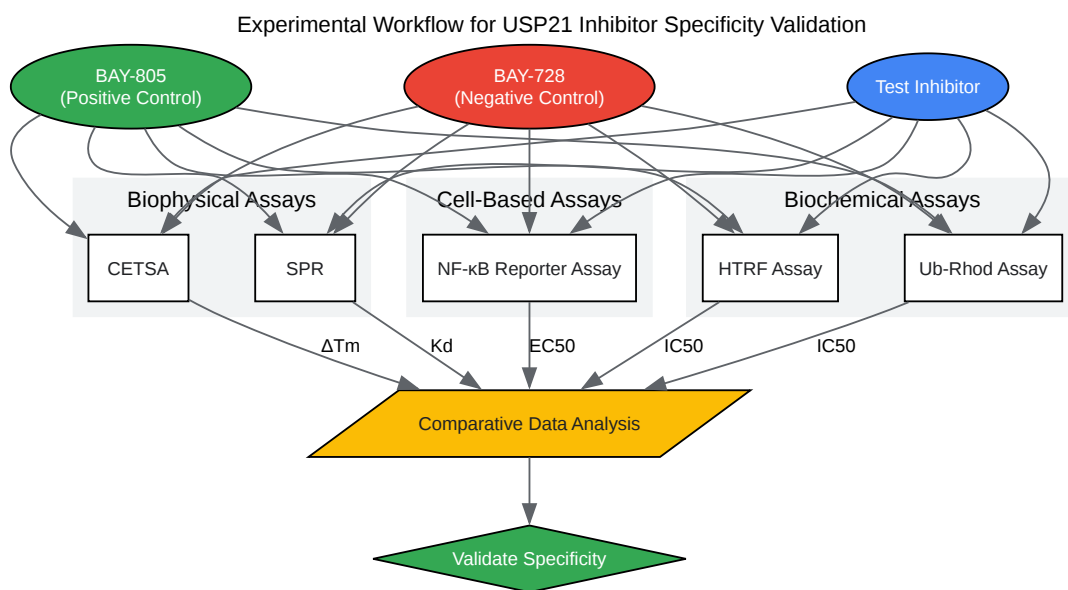 Experimental Workflow for USP21 Inhibitor Specificity Validation
BAY-805
(Positive Control)
BAY-728
(Negative Control)
Test Inhibitor
Biophysical Assays
Cell-Based Assays
Biochemical Assays
CETSA
SPR
NF-κB Reporter Assay
HTRF Assay
Ub-Rhod Assay
ΔTm
Kd
EC50
IC50
IC50
Comparative Data Analysis
Validate Specificity